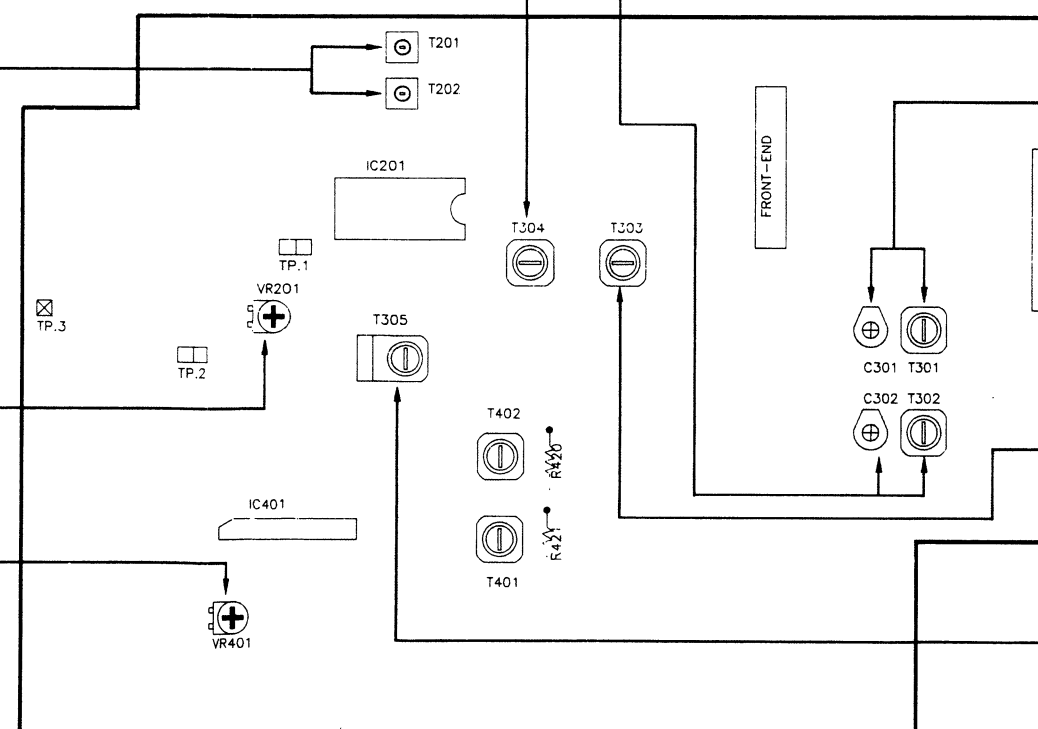 T201
T202
IC201
FRONT-END
T304
T303
TP.1
VR201
TP.3
T305
TP.2
C301
T301
C302
T302
T402
R420
IC401
R421
T401
VR401